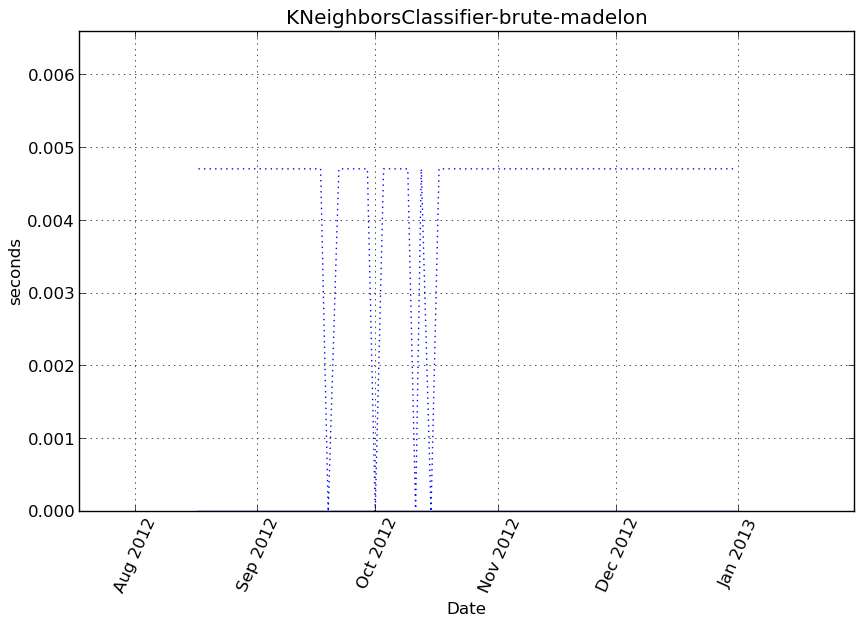 KNeighborsClassifier-brute-madelon
0.006
0.005
0.004
0.003
0.002
0.001
0.000
seconds
Aug 2012
Sep 2012
Oct 2012
Nov 2012
Dec 2012
Jan 2013
Date